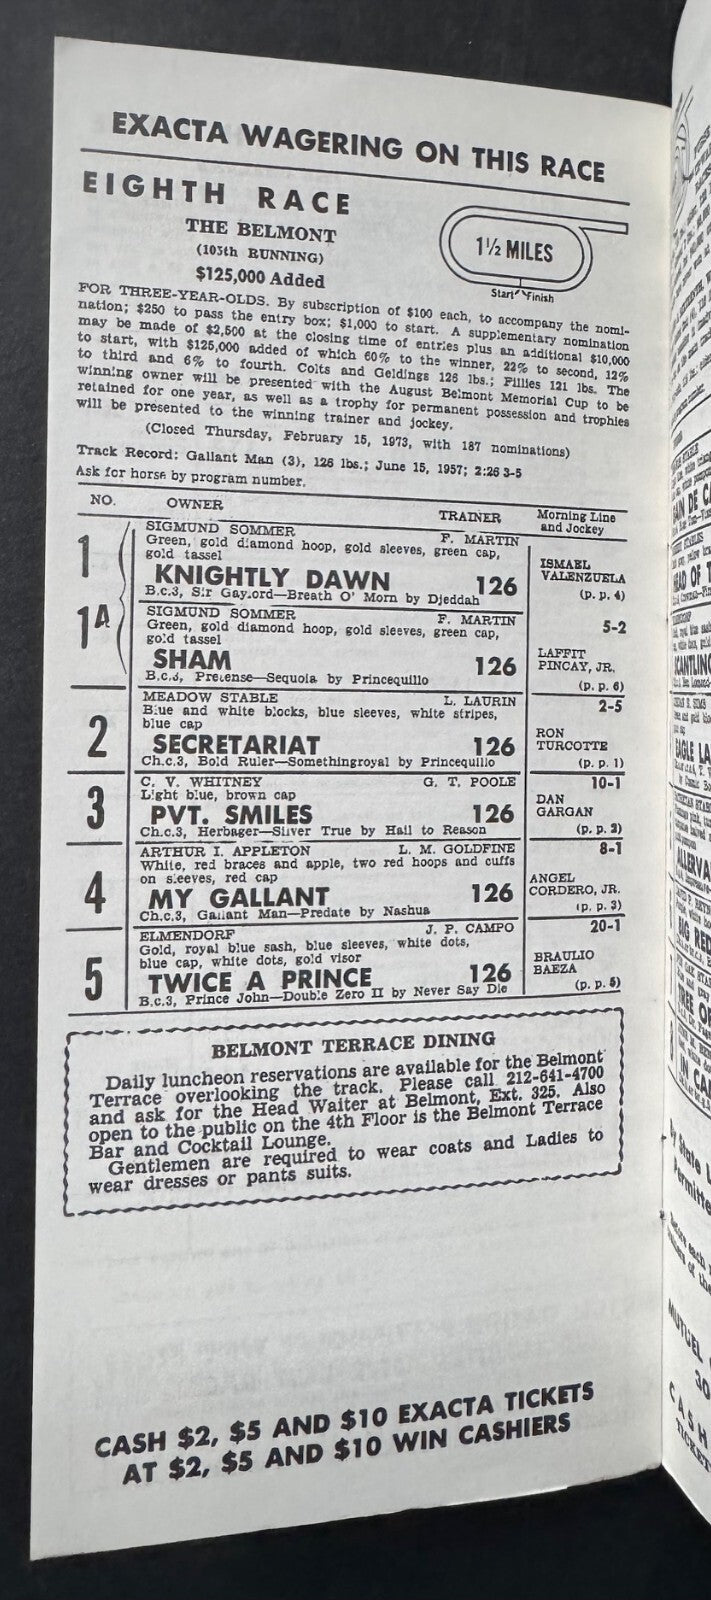 EXACTA WAGERING ON THIS RACE
EIGHTH RACE
THE BELMONT
(105th RUNNING)
$125,000 Added
1½ MILES
Start Finish
FOR THREE-YEAR-OLDS. By subscription of $100 each, to accompany the nomi-
nation; $250 to pass the entry box; $1,000 to start. A supplementary nomination
may be made of $2,500 at the closing time of entries plus an additional $10,000
to start, with $125,000 added of which 60% to the winner, 22% to second, 12%
to third and 6% to fourth. Colts and Geldings 126 lbs.; Fillies 121 lbs. The
winning owner will be presented with the August Belmont Memorial Cup to be
retained for one year, as well as a trophy for permanent possession and trophies
will be presented to the winning trainer and jockey.
(Closed Thursday, February 15, 1973, with 187 nominations)
Track Record: Gallant Man (3), 126 lbs.; June 15, 1957; 2:26 3-5
Ask for horse by program number.
NO. OWNER TRAINER Morning Line
and Jockey
1 SIGMUND SOMMER F. MARTIN
Green, gold diamond hoop, gold sleeves, green cap,
gold tassel
KNIGHTLY DAWN 126
B.c.3, Sir Gaylord—Breath O' Morn by Djeddah
ISMAEL
VALENZUELA
(p.p. 4)
1A SIGMUND SOMMER F. MARTIN
Green, gold diamond hoop, gold sleeves, green cap,
gold tassel
SHAM 126
B.c.3, Pretense—Sequoia by Princequillo
5-2
LAFFIT
PINCAY, JR.
(p.p. 6)
2 MEADOW STABLE L. LAURIN
Blue and white blocks, blue sleeves, white stripes,
blue cap
SECRETARIAT 126
Ch.c.3, Bold Ruler—Somethingroyal by Princequillo
2-5
RON
TURCOTTE
(p.p. 1)
3 C. V. WHITNEY G. T. POOLE
Light blue, brown cap
PVT. SMILES 126
Ch.c.3, Herbager—Silver True by Hail to Reason
10-1
DAN
GARGAN
(p.p. 2)
4 ARTHUR I. APPLETON L. M. GOLDFINE
White, red braces and apple, two red hoops and cuffs
on sleeves, red cap
MY GALLANT 126
Ch.c.3, Gallant Man—Predate by Nashua
8-1
ANGEL
CORDERO, JR.
(p.p. 3)
5 ELMENDORF J. P. CAMPO
Gold, royal blue sash, blue sleeves, white dots,
blue cap, white dots, gold visor
TWICE A PRINCE 126
B.c.3, Prince John—Double Zero II by Never Say Die
20-1
BRAULIO
BAEZA
(p.p. 5)
BELMONT TERRACE DINING
Daily luncheon reservations are available for the Belmont
Terrace overlooking the track. Please call 212-641-4700
and ask for the Head Waiter at Belmont, Ext. 325. Also
open to the public on the 4th Floor is the Belmont Terrace
Bar and Cocktail Lounge.
Gentlemen are required to wear coats and Ladies to
wear dresses or pants suits.
CASH $2, $5 AND $10 EXACTA TICKETS
AT $2, $5 AND $10 WIN CASHIERS